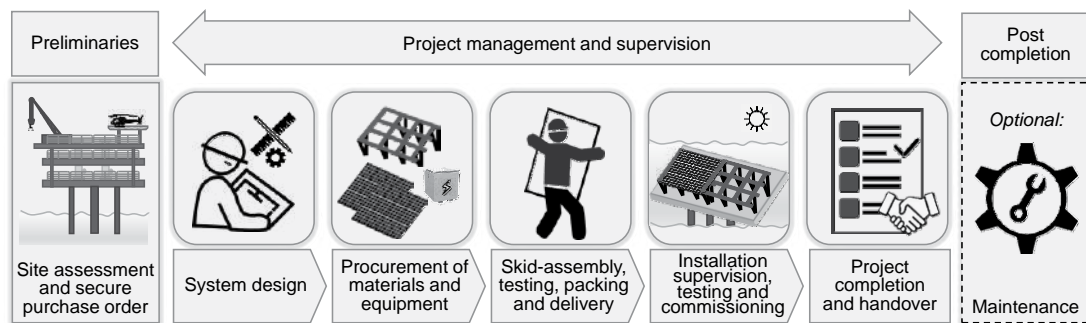 Preliminaries
Project management and supervision
Post
completion
Site assessment
and secure
purchase order
System design
Procurement of
materials and
equipment
Skid-assembly,
testing, packing
and delivery
Installation
supervision,
testing and
commissioning
Project
completion
and handover
Optional:
Maintenance